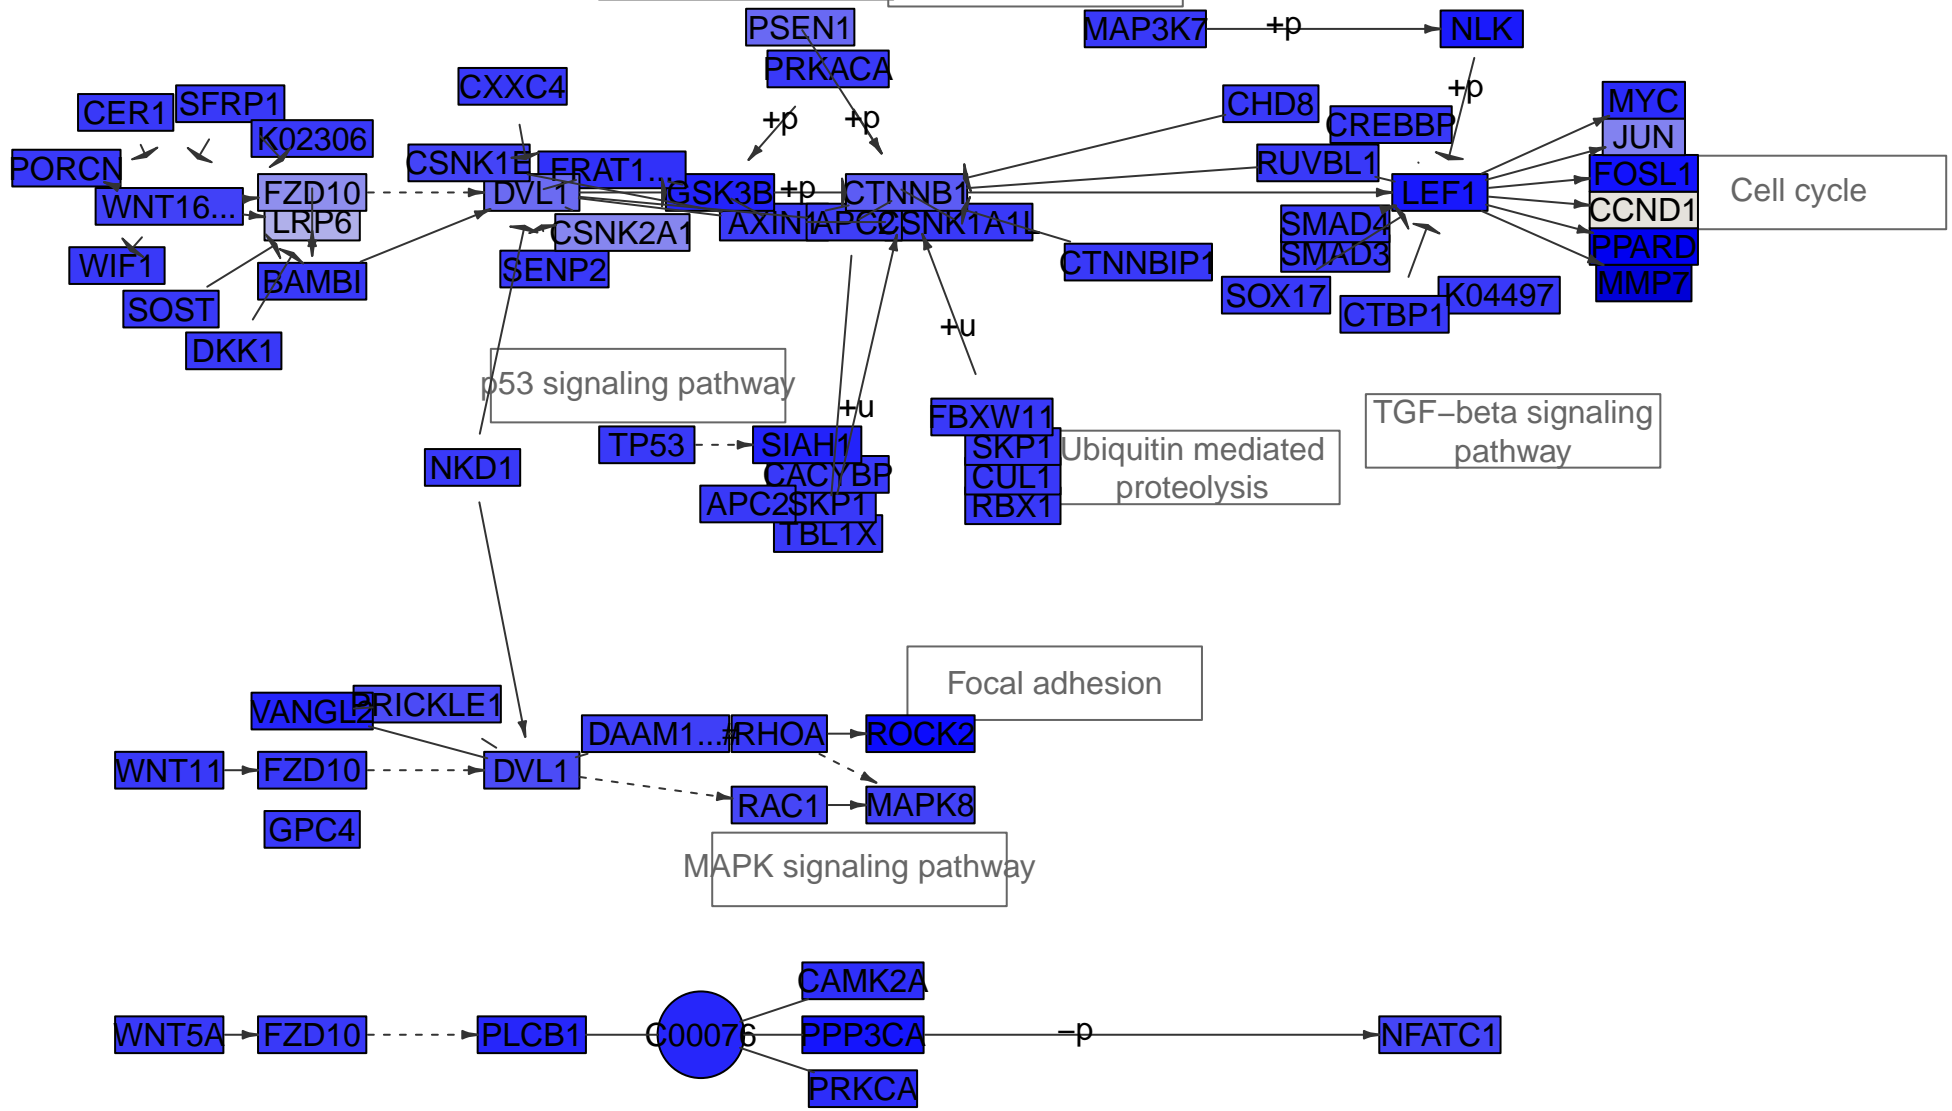 PSEN1
MAP3K7
+p
NLK
PRKACA
CXXC4
+p
+p
+p
CHD8
MYC
CER1
SFRP1
CREBBP
JUN
K02306
PORCN
CSNK1E
FRAT1...
RUVBL1
FOSL1
WNT16...
FZD10
DVL1
GSK3B
+p
CTNNB1
LEF1
Cell cycle
CCND1
LRP6
CSNK2A1
AXIN1
APC2
CSNK1A1L
SMAD4
SMAD3
PPARD
WIF1
BAMBI
SENP2
CTNNBIP1
MMP7
SOST
SOX17
K04497
CTBP1
DKK1
+u
p53 signaling pathway
+u
FBXW11
TGF−beta signaling
pathway
TP53
SIAH1
SKP1
Ubiquitin mediated
proteolysis
NKD1
CACYBP
CUL1
APC2
SKP1
RBX1
TBL1X
Focal adhesion
VANGL2
PRICKLE1
DAAM1...
RHOA
ROCK2
WNT11
FZD10
DVL1
RAC1
MAPK8
GPC4
MAPK signaling pathway
CAMK2A
WNT5A
FZD10
PLCB1
C00076
PPP3CA
−p
NFATC1
PRKCA